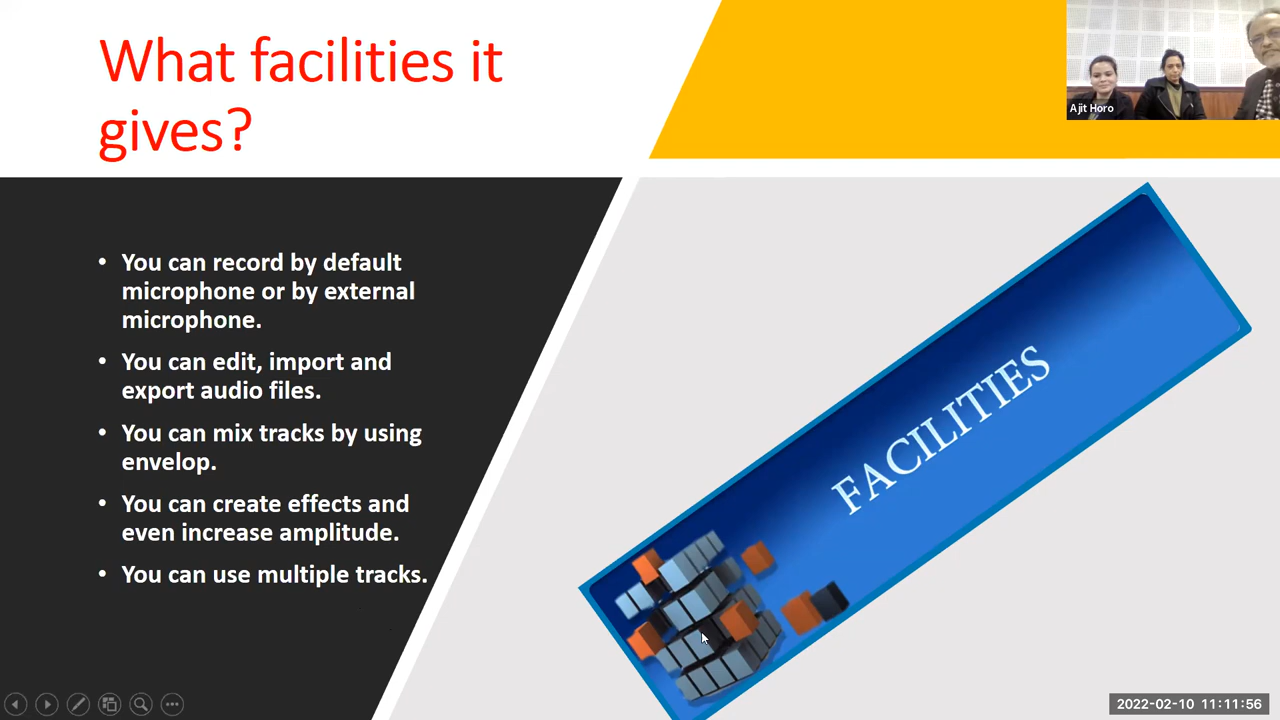 What facilities it
gives?
Ajit Horo
• You can record by default
microphone or by external
microphone.
• You can edit, import and
export audio files.
• You can mix tracks by using
envelop.
• You can create effects and
even increase amplitude.
• You can use multiple tracks.
FACILITIES
2022-02-10 11:11:56